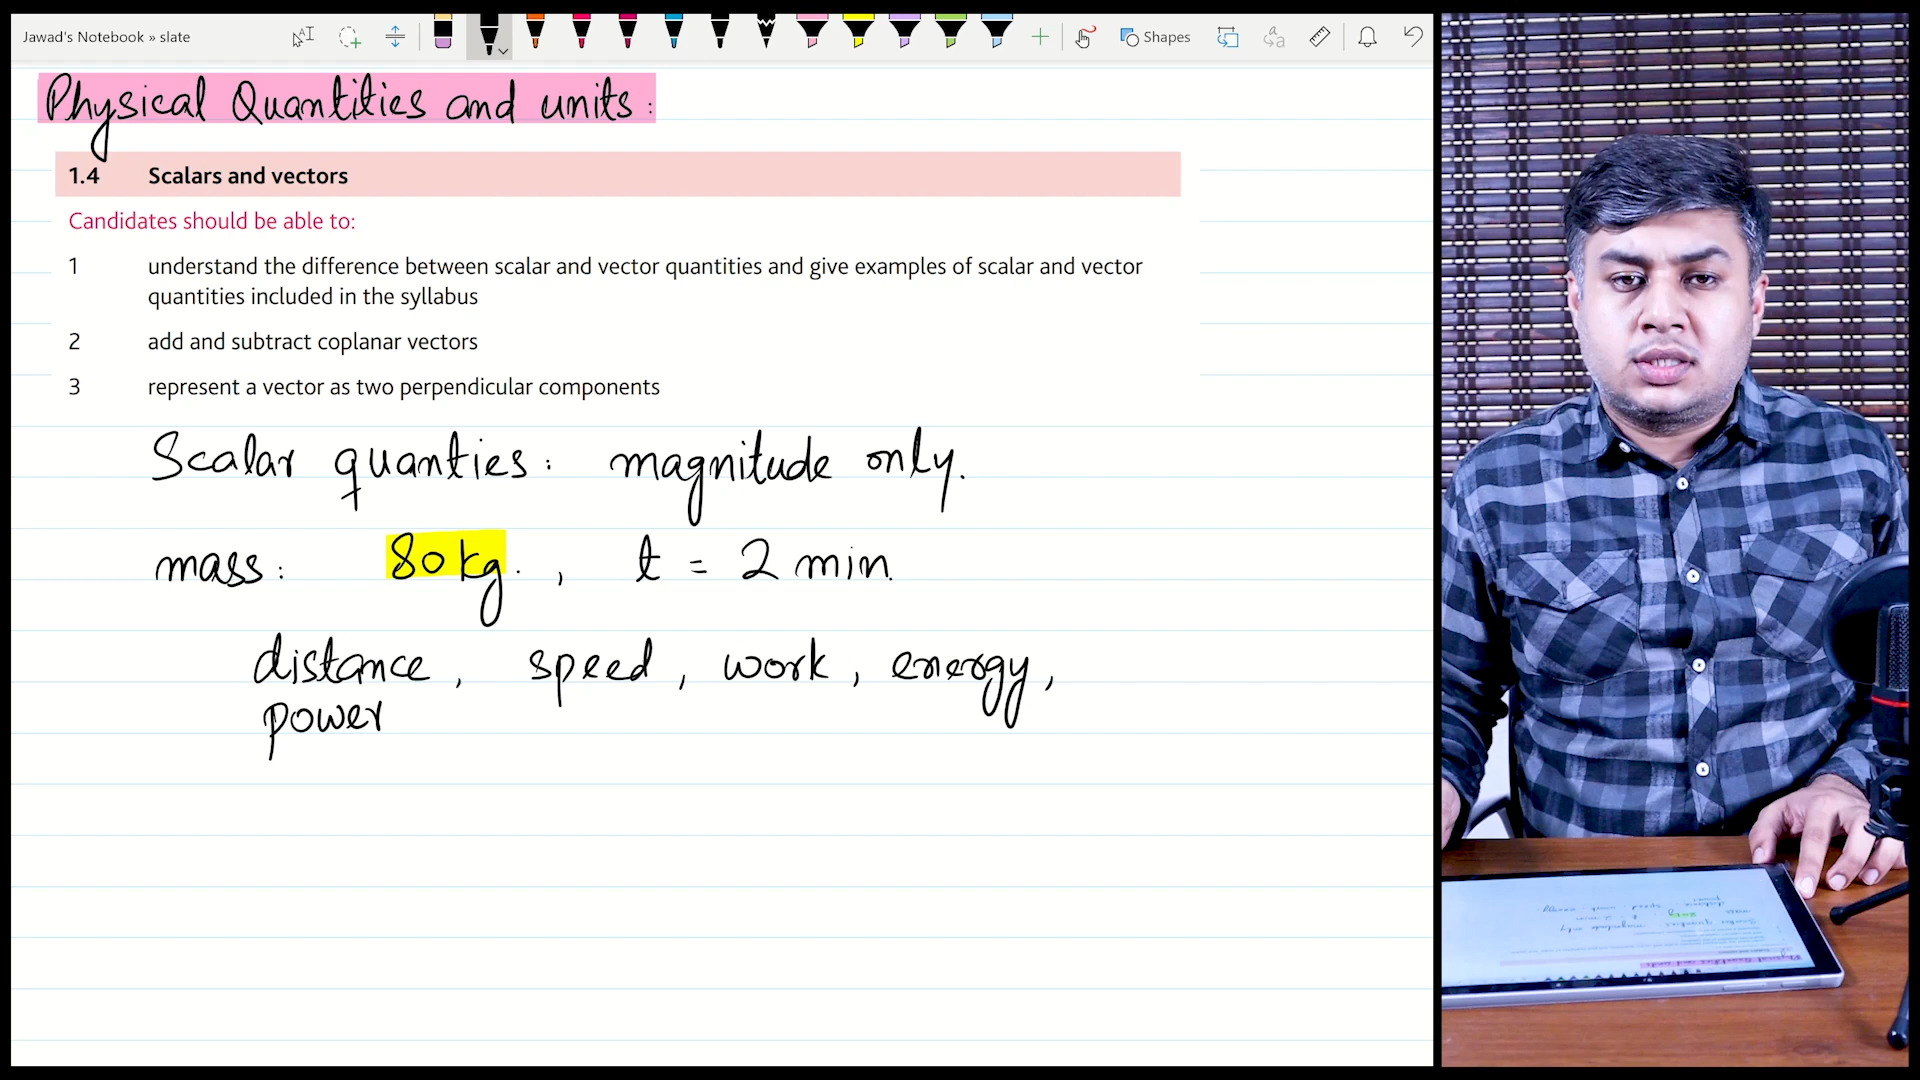 Jawad's Notebook » slate
Shapes
Physical Quantities and units:
1.4 Scalars and vectors
Candidates should be able to:
1 understand the difference between scalar and vector quantities and give examples of scalar and vector
quantities included in the syllabus
2 add and subtract coplanar vectors
3 represent a vector as two perpendicular components
Scalar quanties: magnitude only.
mass: 80 kg. , t = 2 min.
distance, speed, work, energy,
power